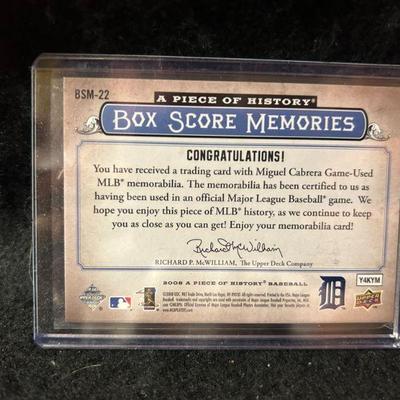 BSM-22
A PIECE OF HISTORY®
BOX SCORE MEMORIES
CONGRATULATIONS!
You have received a trading card with Miguel Cabrera Game-Used
MLB® memorabilia. The memorabilia has been certified to us as
having been used in an official Major League Baseball® game. We
hope you enjoy this piece of MLB® history, as we continue to keep
you as close as you can get! Enjoy your memorabilia card!
Richard McWilliam
RICHARD P. McWILLIAM, The Upper Deck Company
2008 A PIECE OF HISTORY BASEBALL
Y4KYM
UPPER DECK